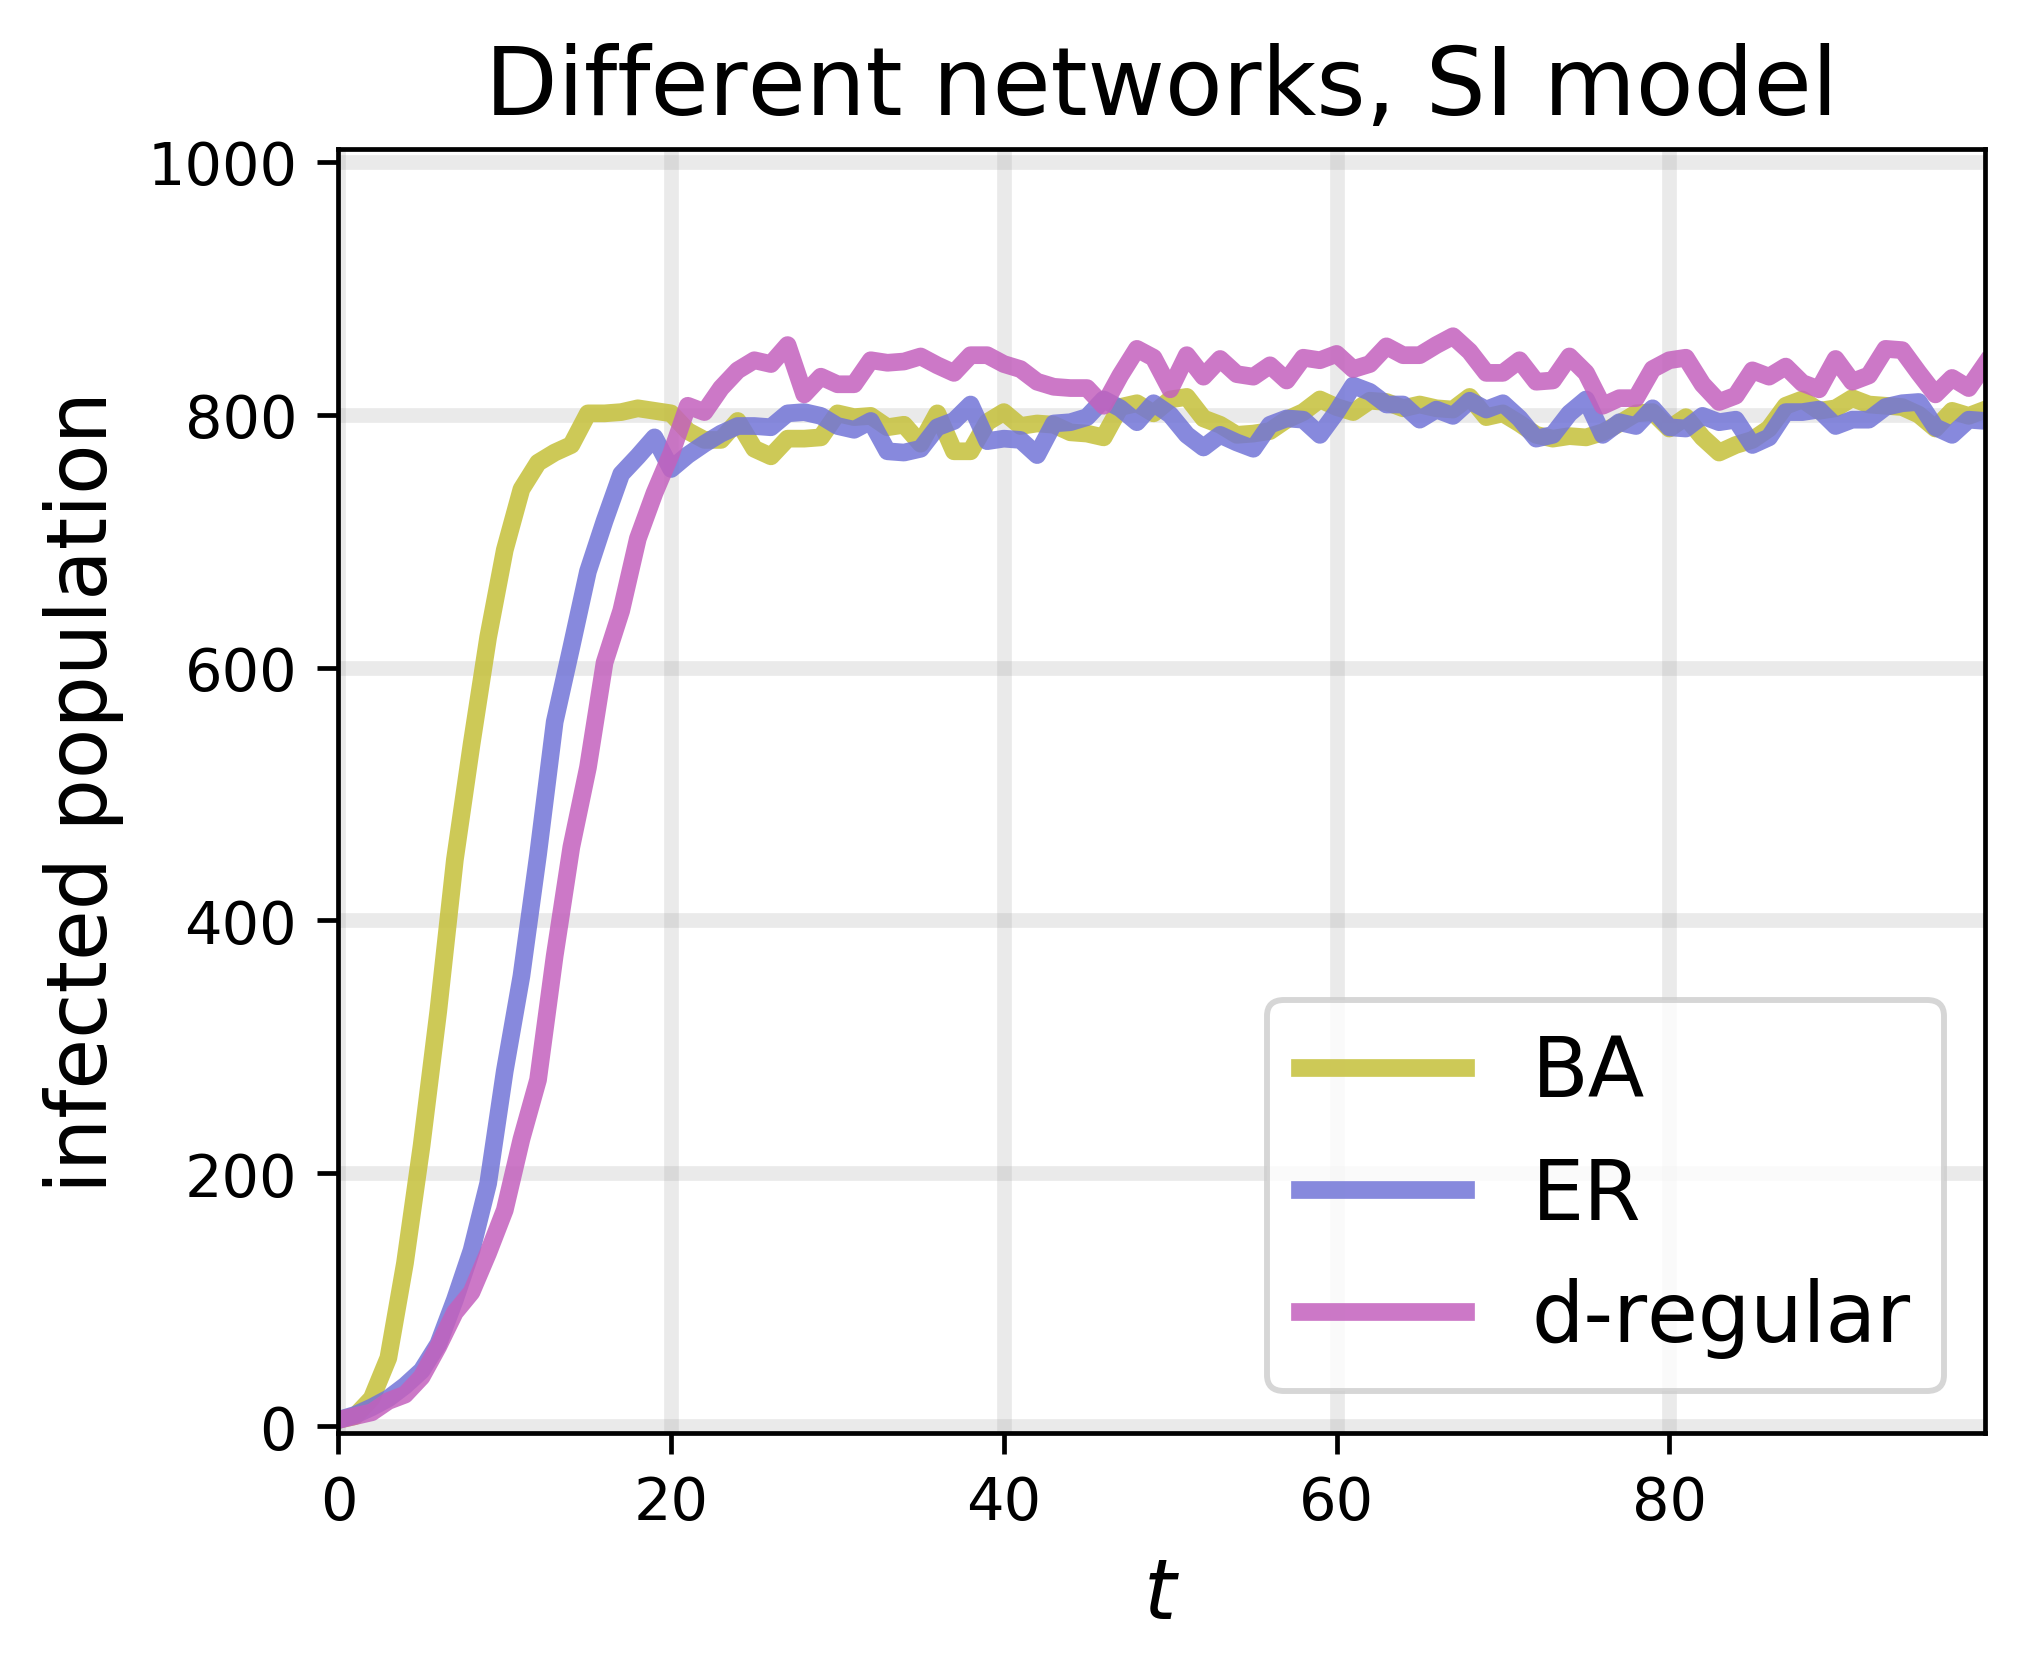 Different networks, SI model
1000
800
600
400
200
0
infected population
0 20 40 60 80
t
BA
ER
d-regular